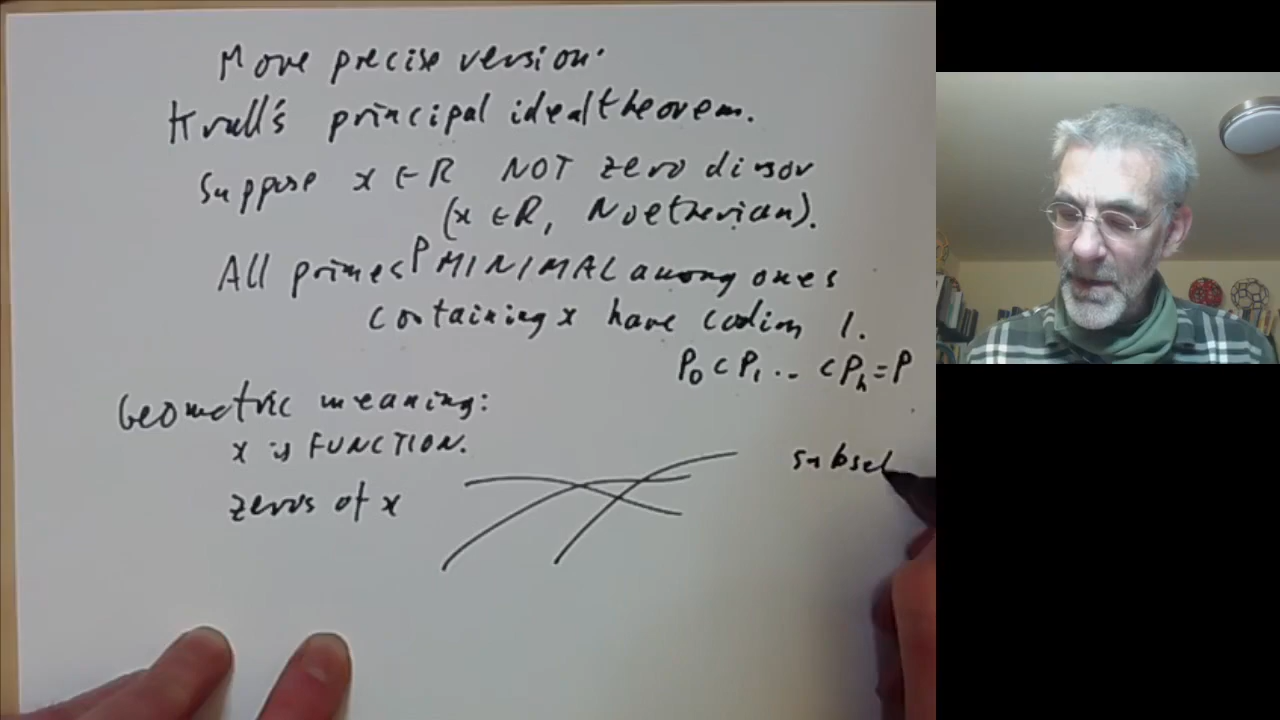 More precise version:
Krull's principal ideal theorem.
Suppose x ∈ R NOT zero divisor
(x ∈ R, Noetherian).
All primes P MINIMAL among ones
containing x have codim 1.
P₀ ⊂ P₁ .. ⊂ Pₕ = P
Geometric meaning:
x is FUNCTION.
zeros of x
subset